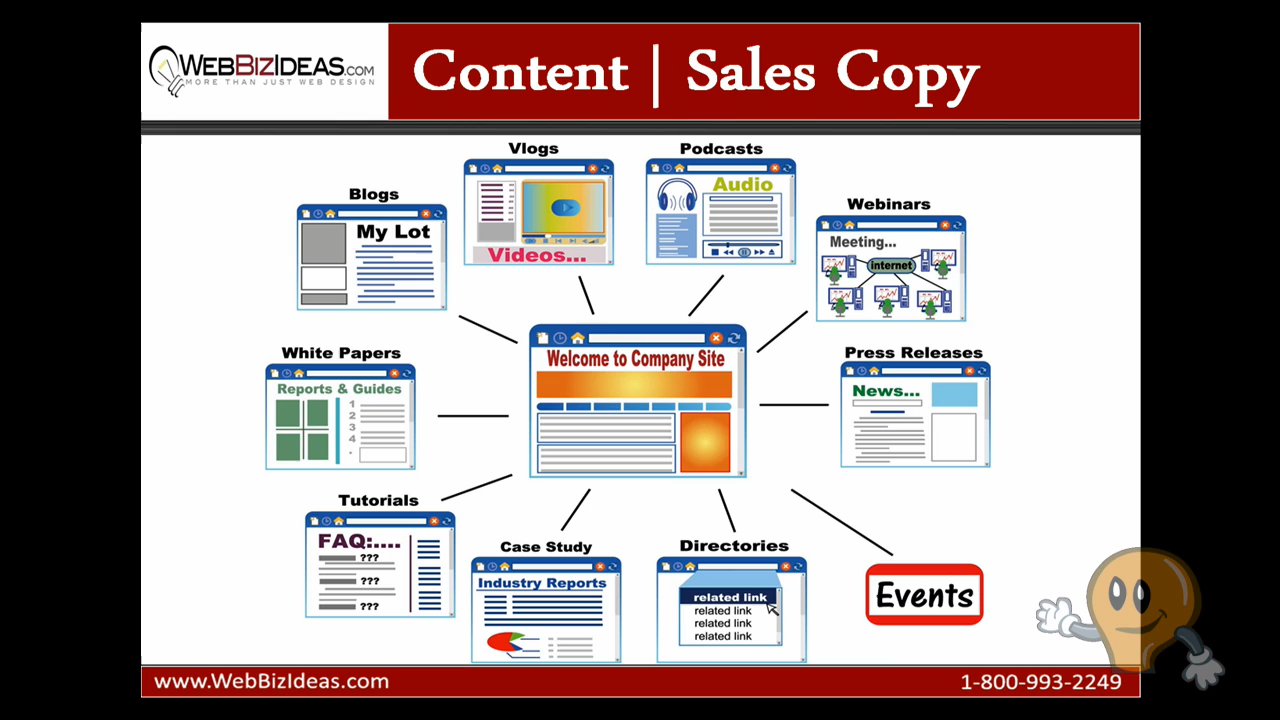 WEBBIZIDEAS.COM
MORE THAN JUST WEB DESIGN
Content | Sales Copy
Vlogs
Videos...
Podcasts
Audio
Blogs
My Lot
Webinars
Meeting...
internet
White Papers
Reports & Guides
1
2
3
4
Welcome to Company Site
Press Releases
News...
Tutorials
FAQ:....
???
???
???
Case Study
Industry Reports
Directories
related link
related link
related link
related link
Events
www.WebBizIdeas.com
1-800-993-2249